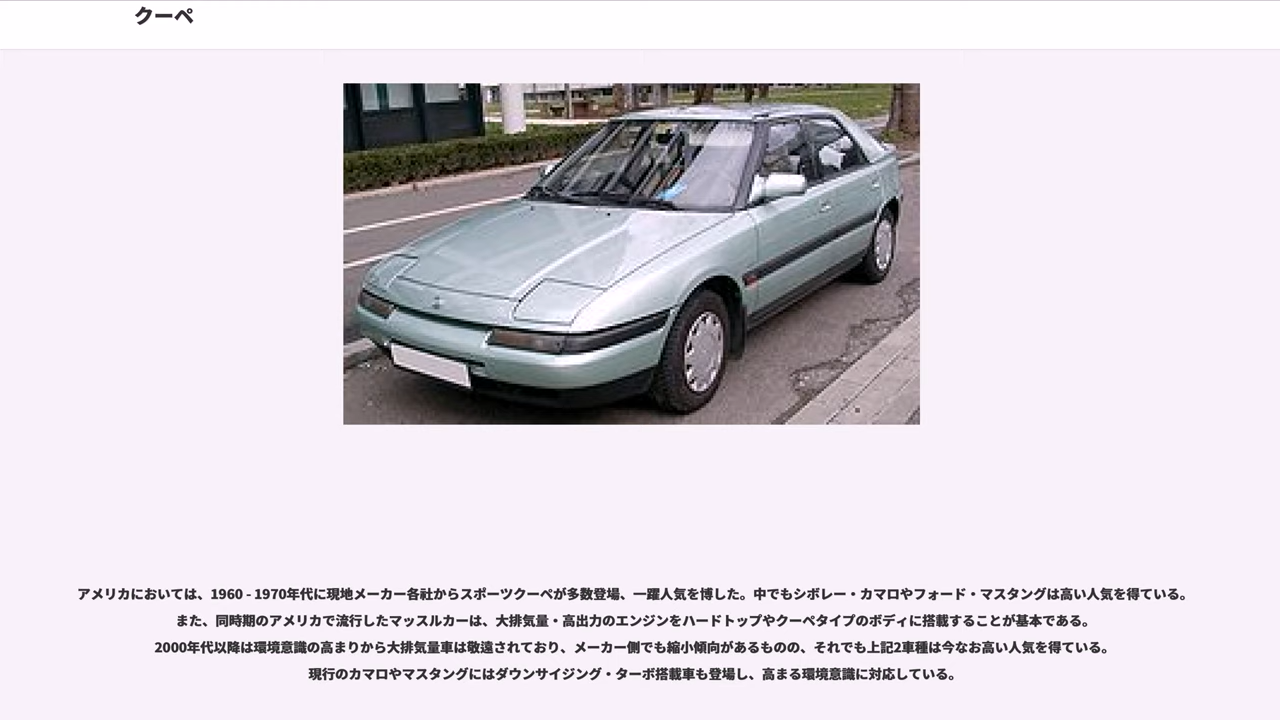 クーペ
アメリカにおいては、1960 - 1970年代に現地メーカー各社からスポーツクーペが多数登場、一躍人気を博した。中でもシボレー・カマロやフォード・マスタングは高い人気を得ている。
また、同時期のアメリカで流行したマッスルカーは、大排気量・高出力のエンジンをハードトップやクーペタイプのボディに搭載することが基本である。
2000年代以降は環境意識の高まりから大排気量車は敬遠されており、メーカー側でも縮小傾向があるものの、それでも上記2車種は今なお高い人気を得ている。
現行のカマロやマスタングにはダウンサイジング・ターボ搭載車も登場し、高まる環境意識に対応している。